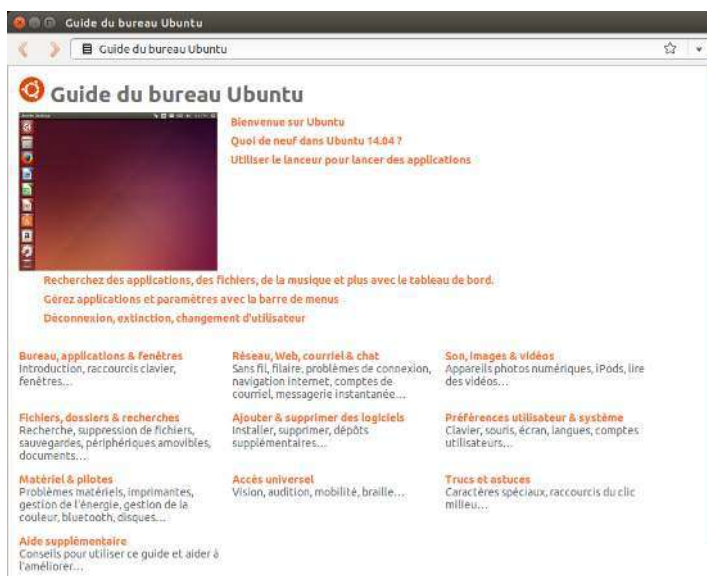 Guide du bureau Ubuntu
Guide du bureau Ubuntu
Guide du bureau Ubuntu
Bienvenue sur Ubuntu
Quoi de neuf dans Ubuntu 14.04 ?
Utiliser le lanceur pour lancer des applications
Recherchez des applications, des fichiers, de la musique et plus avec le tableau de bord.
Gérez applications et paramètres avec la barre de menus
Déconnexion, extinction, changement d'utilisateur
Bureau, applications & fenêtres
Introduction, raccourcis clavier,
fenêtres…
Réseau, Web, courriel & chat
Sans fil, filaire, problèmes de connexion,
navigation internet, comptes de
courriel, messagerie instantanée…
Son, images & vidéos
Appareils photos numériques, iPods, lire
des vidéos…
Fichiers, dossiers & recherches
Recherche, suppression de fichiers,
sauvegardes, périphériques amovibles,
documents…
Ajouter & supprimer des logiciels
Installer, supprimer, dépôts
supplémentaires…
Préférences utilisateur & système
Clavier, souris, écran, langues, comptes
utilisateurs…
Matériel & pilotes
Problèmes matériels, imprimantes,
gestion de l'énergie, gestion de la
couleur, bluetooth, disques…
Accès universel
Vision, audition, mobilité, braille…
Trucs et astuces
Caractères spéciaux, raccourcis du clic
milieu…
Aide supplémentaire
Conseils pour utiliser ce guide et aider à
l'améliorer…